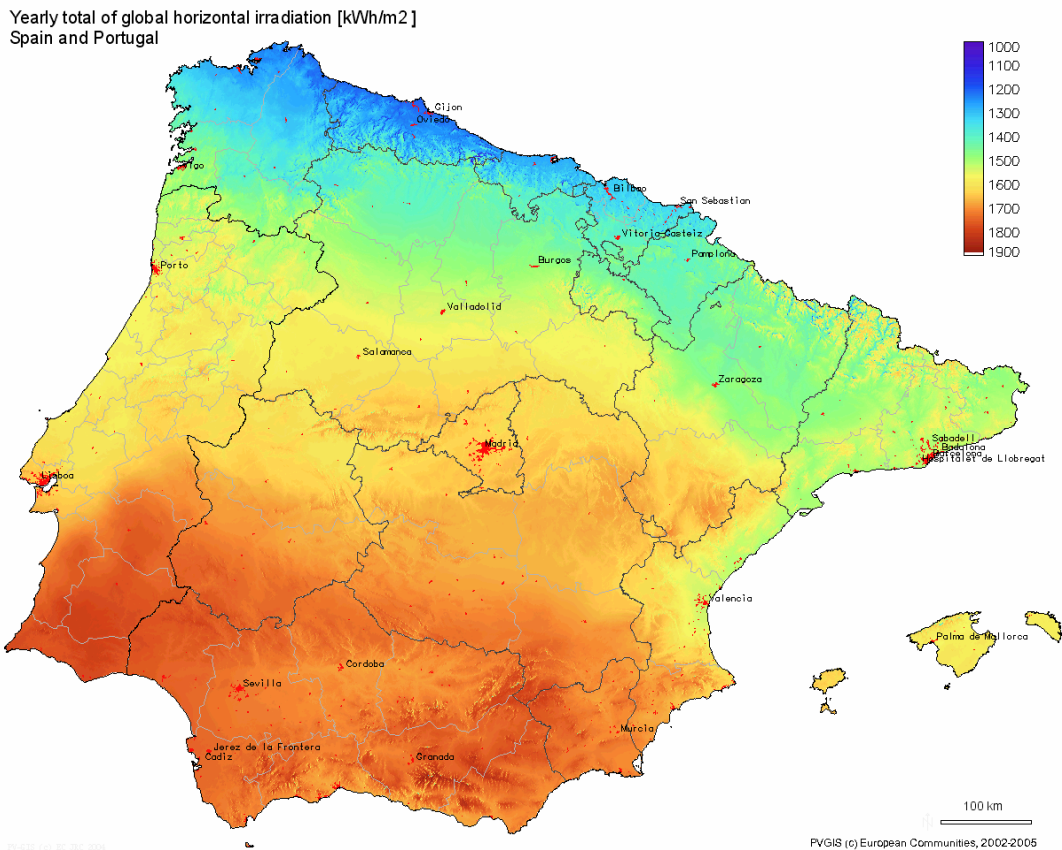 Yearly total of global horizontal irradiation [kWh/m2]
Spain and Portugal
1000
1100
1200
1300
1400
1500
1600
1700
1800
1900
Gijon
Oviedo
Vigo
Bilbao
San Sebastian
Vitoria-Gasteiz
Pamplona
Porto
Burgos
Valladolid
Salamanca
Zaragoza
Madrid
Sabadell
Badalona
Barcelona
Hospitalet de Llobregat
Lisboa
Valencia
Palma de Mallorca
Cordoba
Sevilla
Murcia
Jerez de la Frontera
Cadiz
Granada
100 km
PVGIS (c) European Communities, 2002-2005